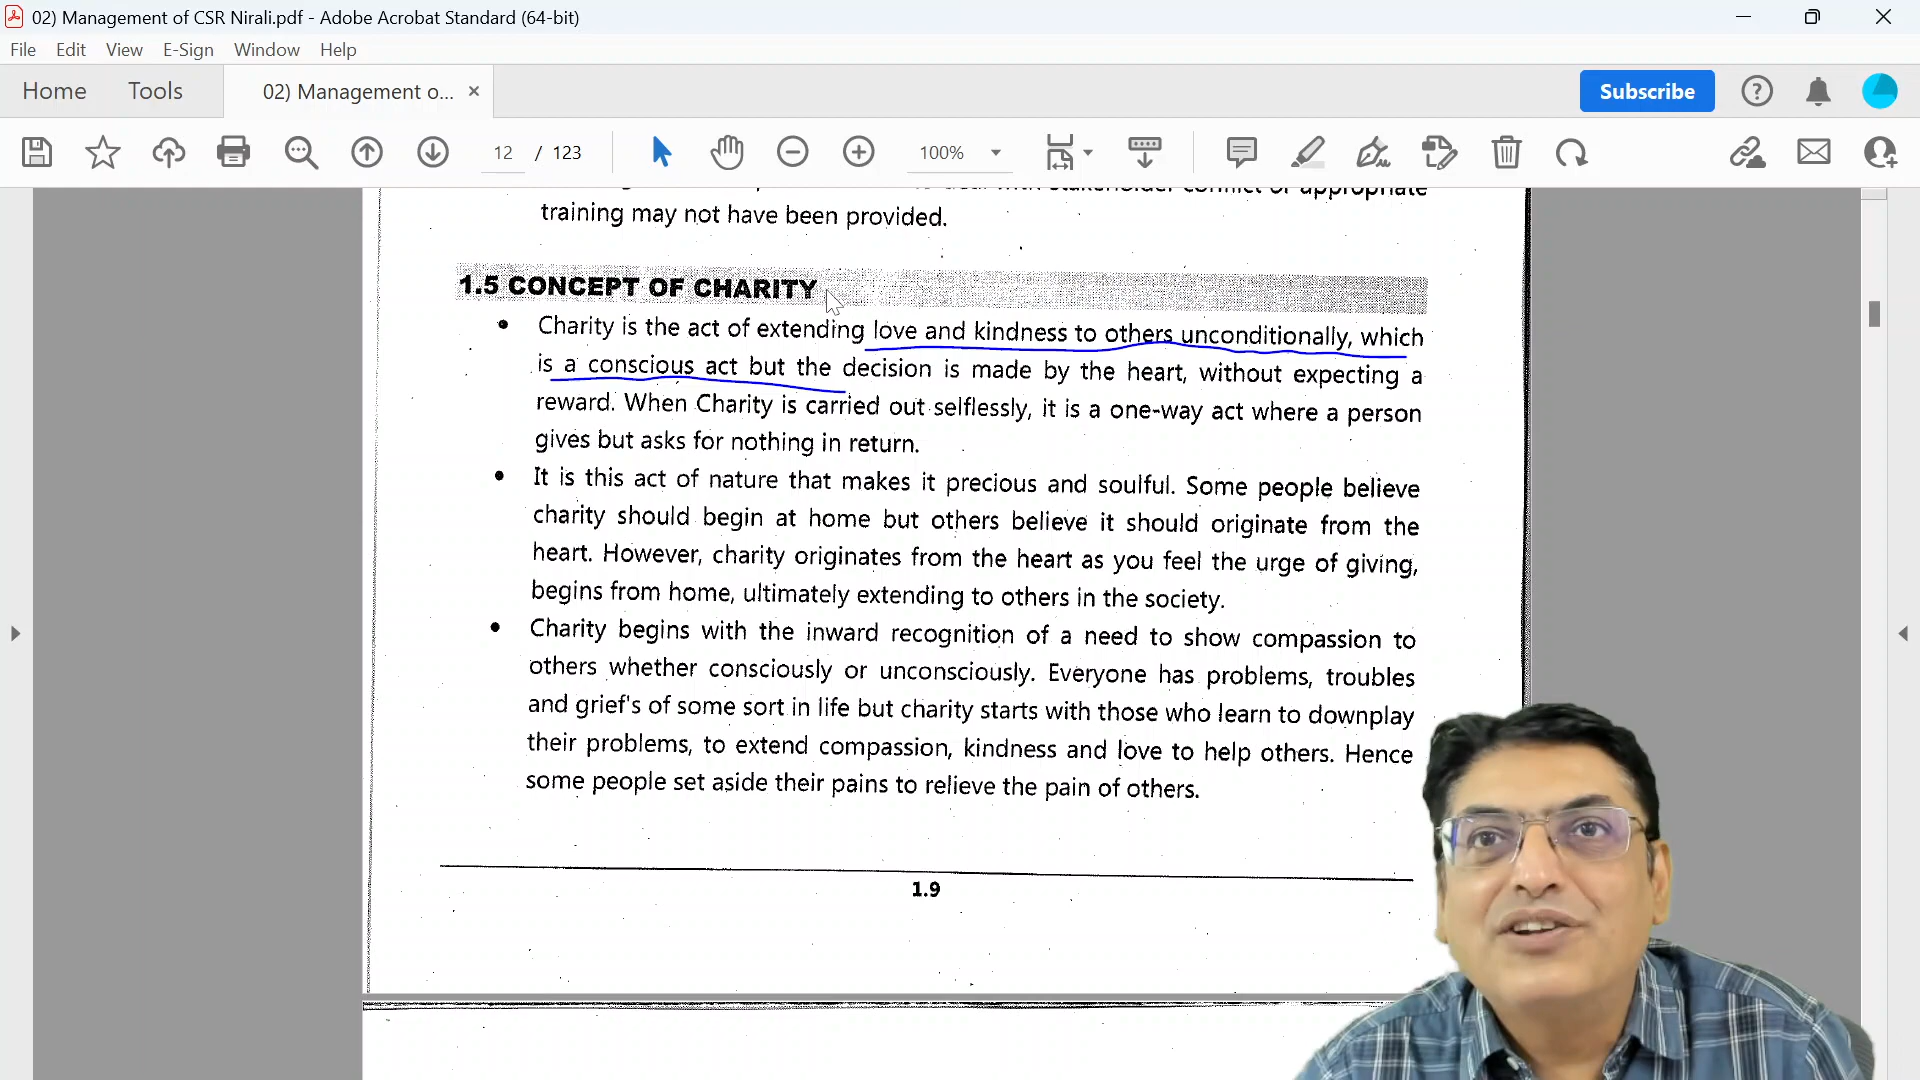 02) Management of CSR Nirali.pdf - Adobe Acrobat Standard (64-bit)
File Edit View E-Sign Window Help
Home Tools 02) Management o... ×
Subscribe
12 / 123
100%
training may not have been provided.
1.5 CONCEPT OF CHARITY
• Charity is the act of extending love and kindness to others unconditionally, which
is a conscious act but the decision is made by the heart, without expecting a
reward. When Charity is carried out selflessly, it is a one-way act where a person
gives but asks for nothing in return.
• It is this act of nature that makes it precious and soulful. Some people believe
charity should begin at home but others believe it should originate from the
heart. However, charity originates from the heart as you feel the urge of giving,
begins from home, ultimately extending to others in the society.
• Charity begins with the inward recognition of a need to show compassion to
others whether consciously or unconsciously. Everyone has problems, troubles
and grief's of some sort in life but charity starts with those who learn to downplay
their problems, to extend compassion, kindness and love to help others. Hence
some people set aside their pains to relieve the pain of others.
1.9